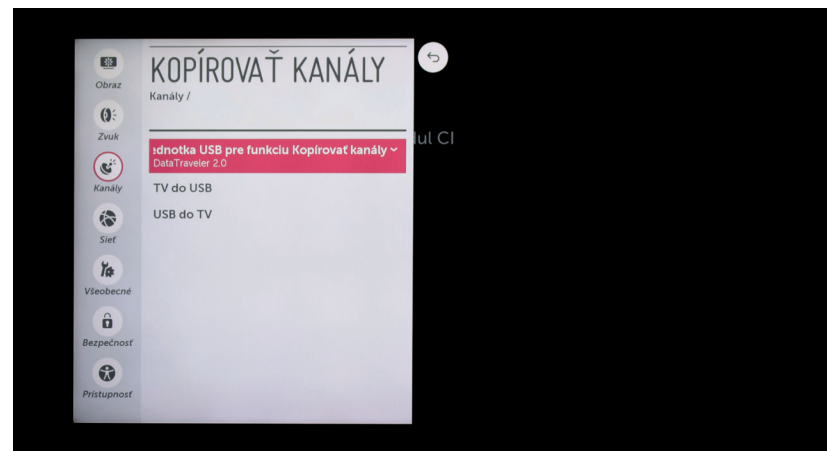 KOPÍROVAŤ KANÁLY
Kanály /
ednotka USB pre funkciu Kopírovať kanály
DataTraveler 2.0
TV do USB
USB do TV
Obraz
Zvuk
Kanály
Sieť
Všeobecné
Bezpečnosť
Prístupnosť
CI